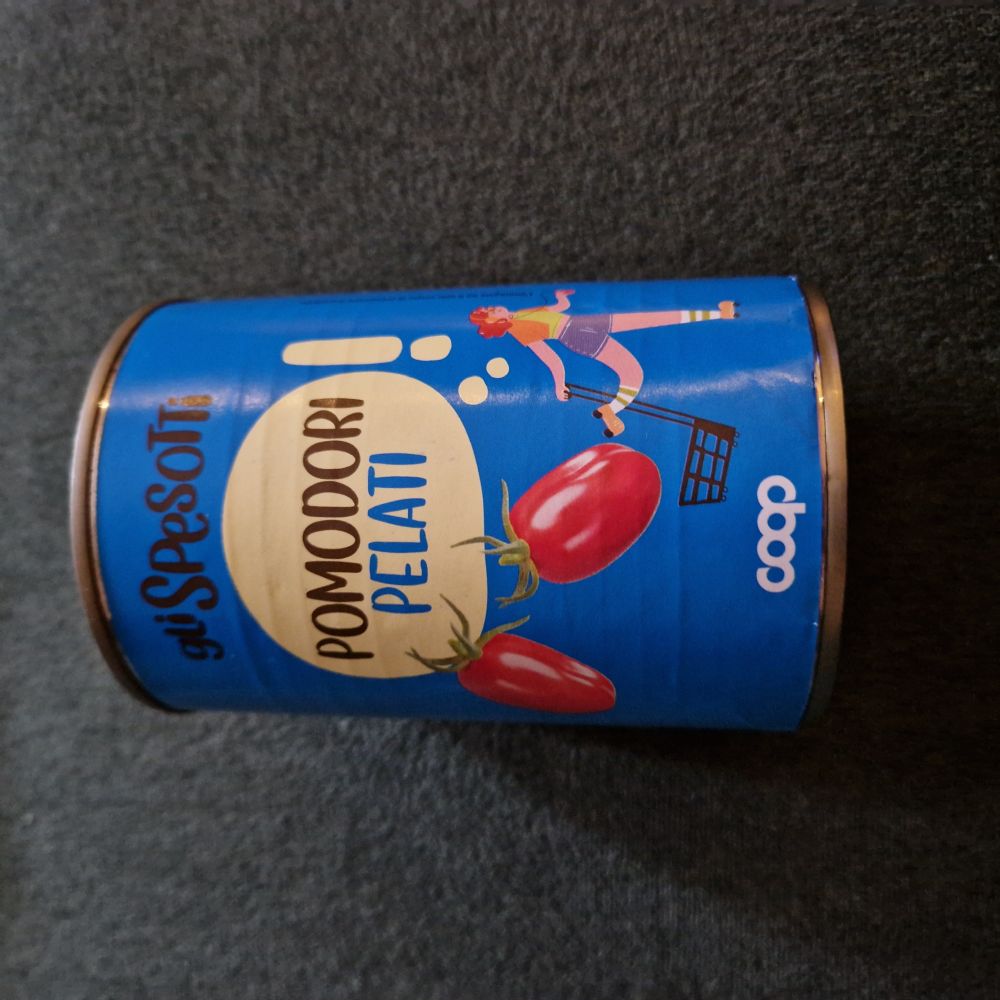 gli SPeSOTTi
POMODORI
PELATI
coop